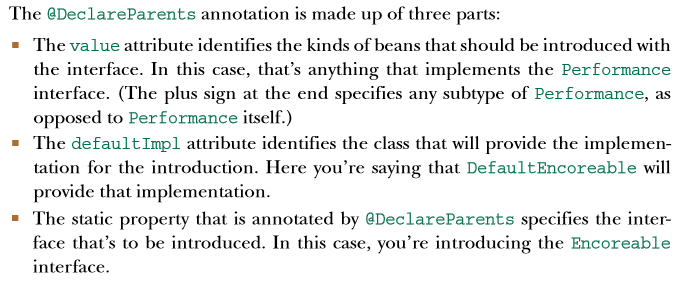 The @DeclareParents annotation is made up of three parts:
■ The value attribute identifies the kinds of beans that should be introduced with
the interface. In this case, that's anything that implements the Performance
interface. (The plus sign at the end specifies any subtype of Performance, as
opposed to Performance itself.)
■ The defaultImpl attribute identifies the class that will provide the implemen-
tation for the introduction. Here you're saying that DefaultEncoreable will
provide that implementation.
■ The static property that is annotated by @DeclareParents specifies the inter-
face that's to be introduced. In this case, you're introducing the Encoreable
interface.